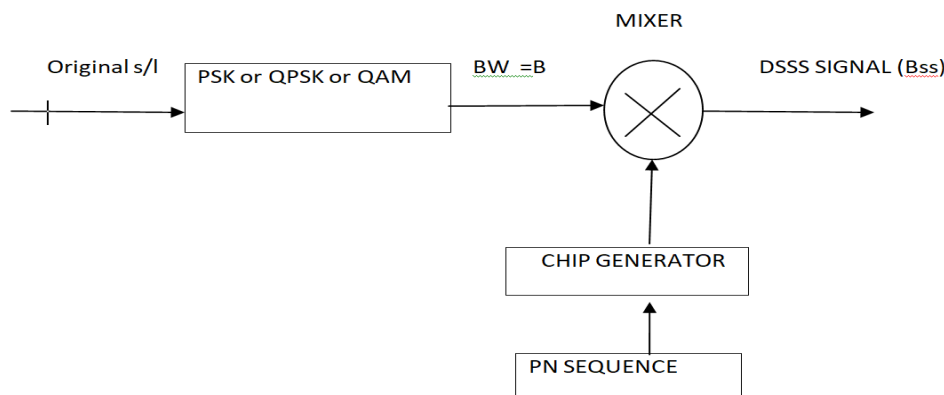 MIXER
Original s/l
PSK or QPSK or QAM
BW =B
DSSS SIGNAL (Bss)
CHIP GENERATOR
PN SEQUENCE